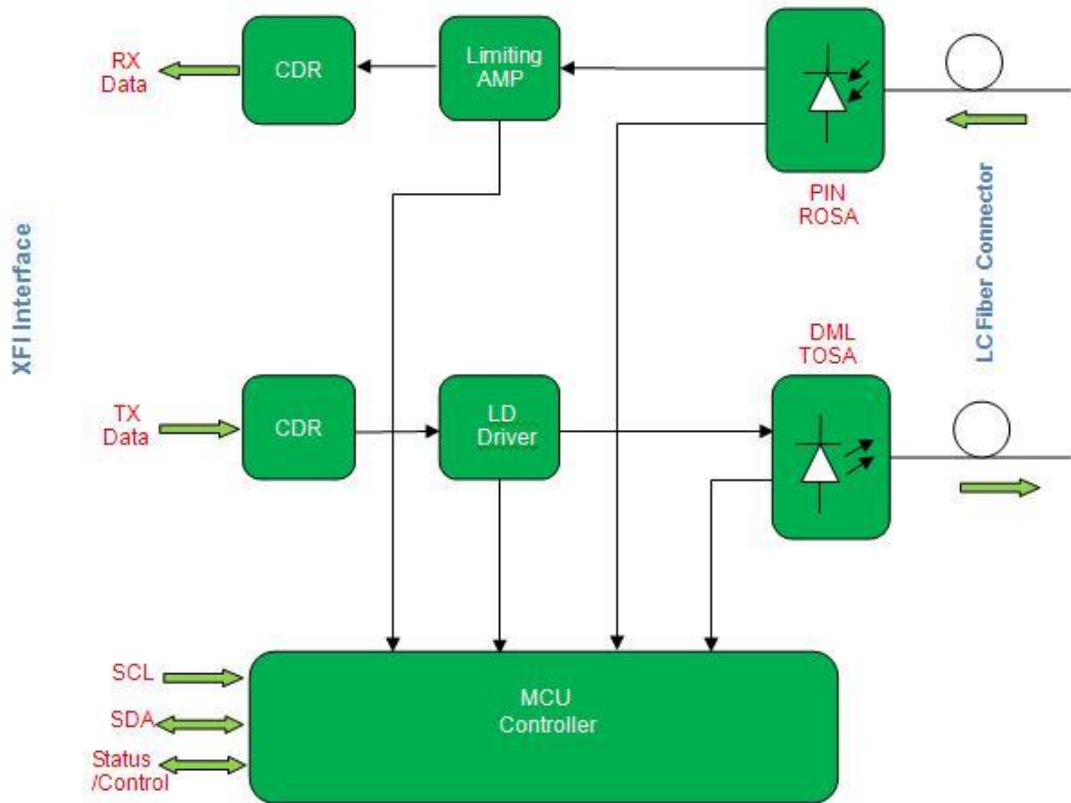 RX
Data
CDR
Limiting
AMP
PIN
ROSA
XFI Interface
LC Fiber Connector
DML
TOSA
TX
Data
CDR
LD
Driver
SCL
SDA
Status
/Control
MCU
Controller